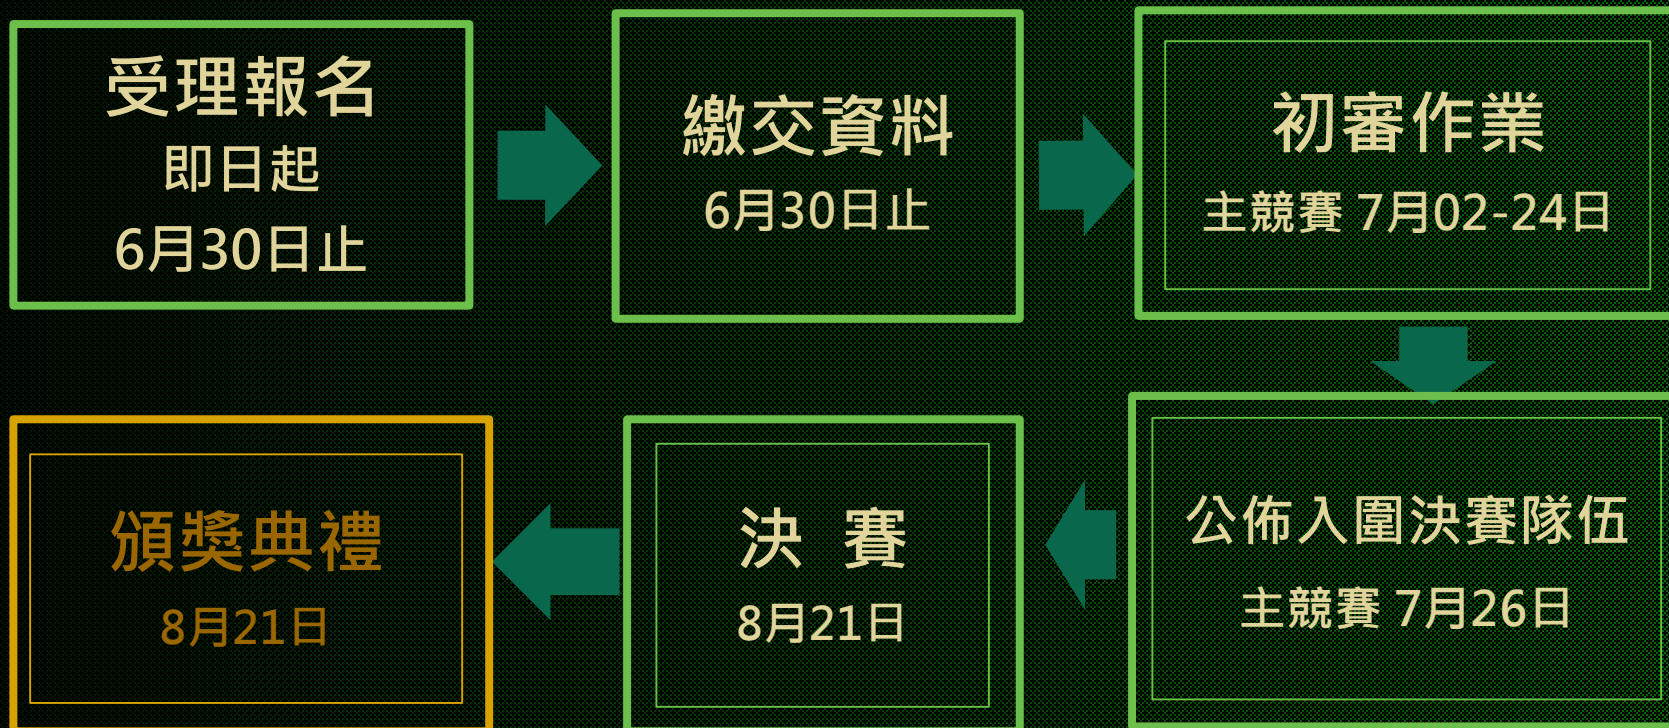 受理報名
即日起
6月30日止
繳交資料
6月30日止
初審作業
主競賽 7月02-24日
公佈入圍決賽隊伍
主競賽 7月26日
決 賽
8月21日
頒獎典禮
8月21日